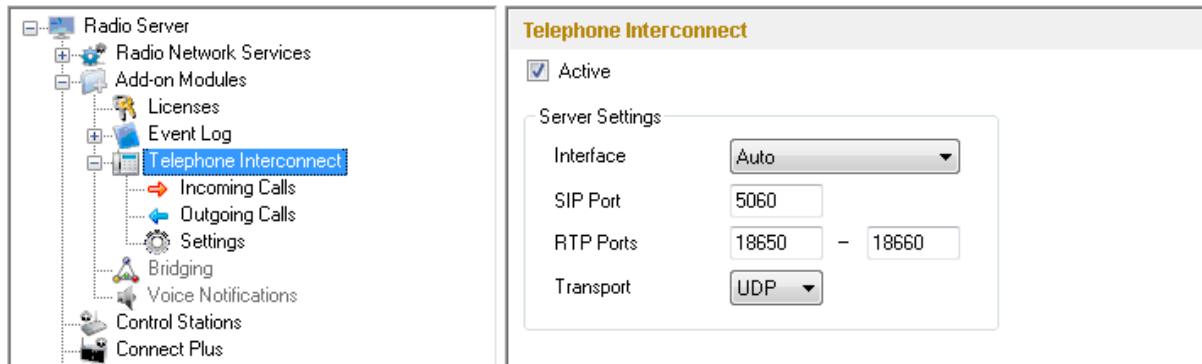 Radio Server
Radio Network Services
Add-on Modules
Licenses
Event Log
Telephone Interconnect
Incoming Calls
Outgoing Calls
Settings
Bridging
Voice Notifications
Control Stations
Connect Plus
Telephone Interconnect
Active
Server Settings
Interface Auto
SIP Port 5060
RTP Ports 18650 – 18660
Transport UDP